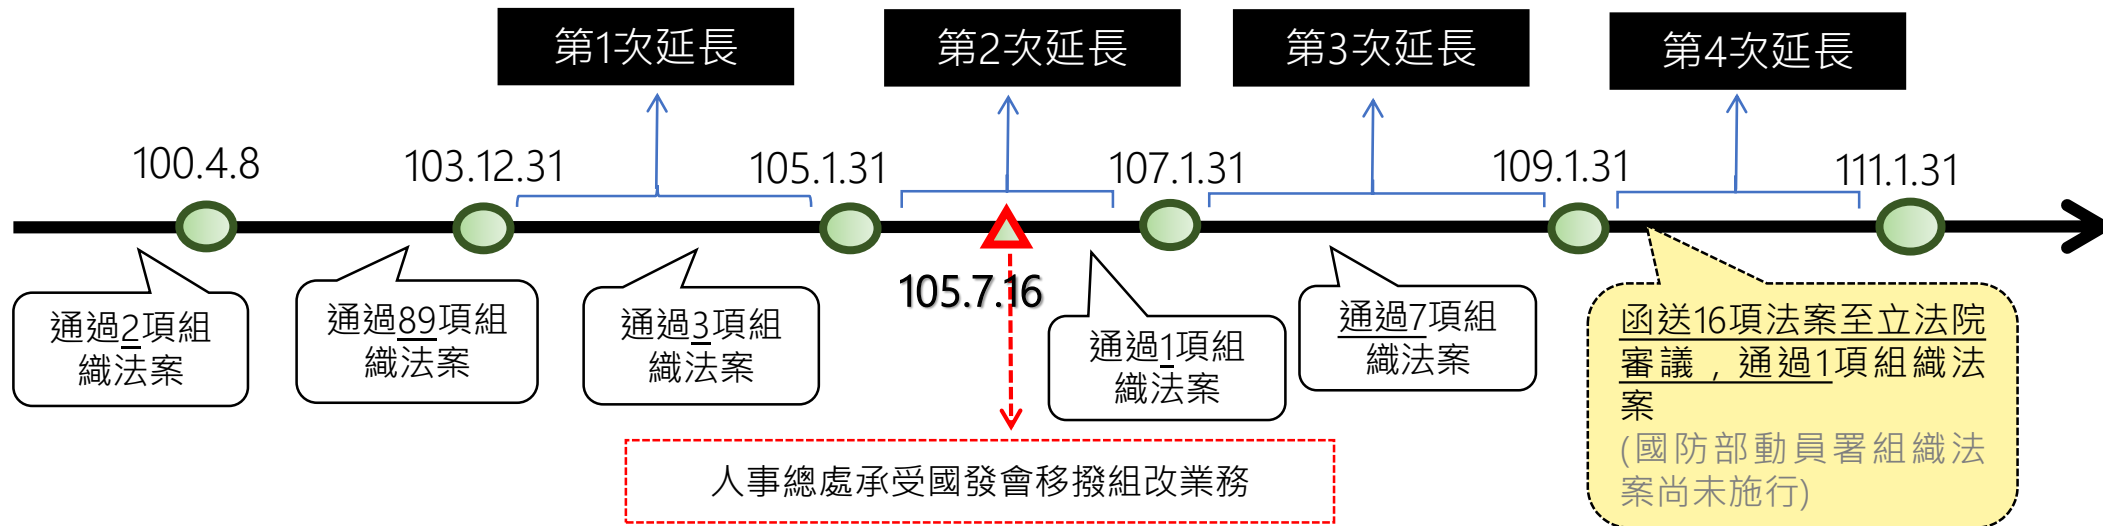 第1次延長
第2次延長
第3次延長
第4次延長
100.4.8
103.12.31
105.1.31
107.1.31
109.1.31
111.1.31
105.7.16
通過2項組
織法案
通過89項組
織法案
通過3項組
織法案
通過1項組
織法案
通過7項組
織法案
函送16項法案至立法院
審議，通過1項組織法
案
(國防部動員署組織法
案尚未施行)
人事總處承受國發會移撥組改業務